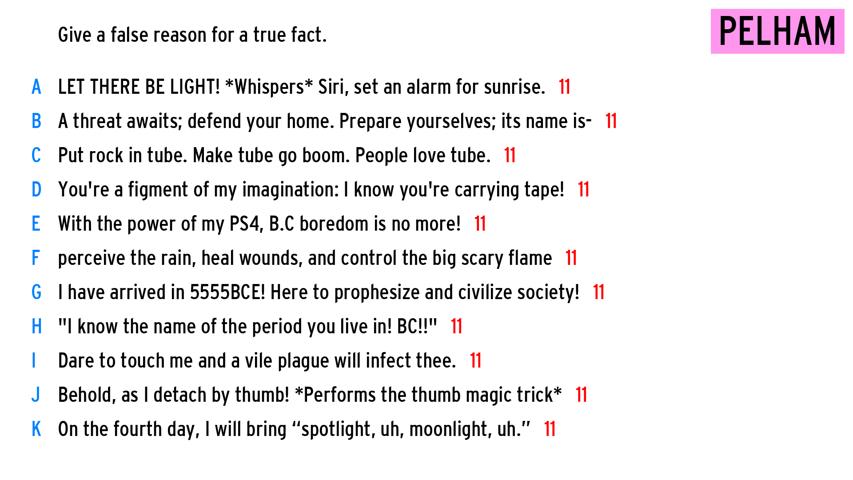 Give a false reason for a true fact.
PELHAM
A LET THERE BE LIGHT! *Whispers* Siri, set an alarm for sunrise. 11
B A threat awaits; defend your home. Prepare yourselves; its name is- 11
C Put rock in tube. Make tube go boom. People love tube. 11
D You're a figment of my imagination: I know you're carrying tape! 11
E With the power of my PS4, B.C boredom is no more! 11
F perceive the rain, heal wounds, and control the big scary flame 11
G I have arrived in 5555BCE! Here to prophesize and civilize society! 11
H "I know the name of the period you live in! BC!!" 11
I Dare to touch me and a vile plague will infect thee. 11
J Behold, as I detach by thumb! *Performs the thumb magic trick* 11
K On the fourth day, I will bring “spotlight, uh, moonlight, uh.” 11